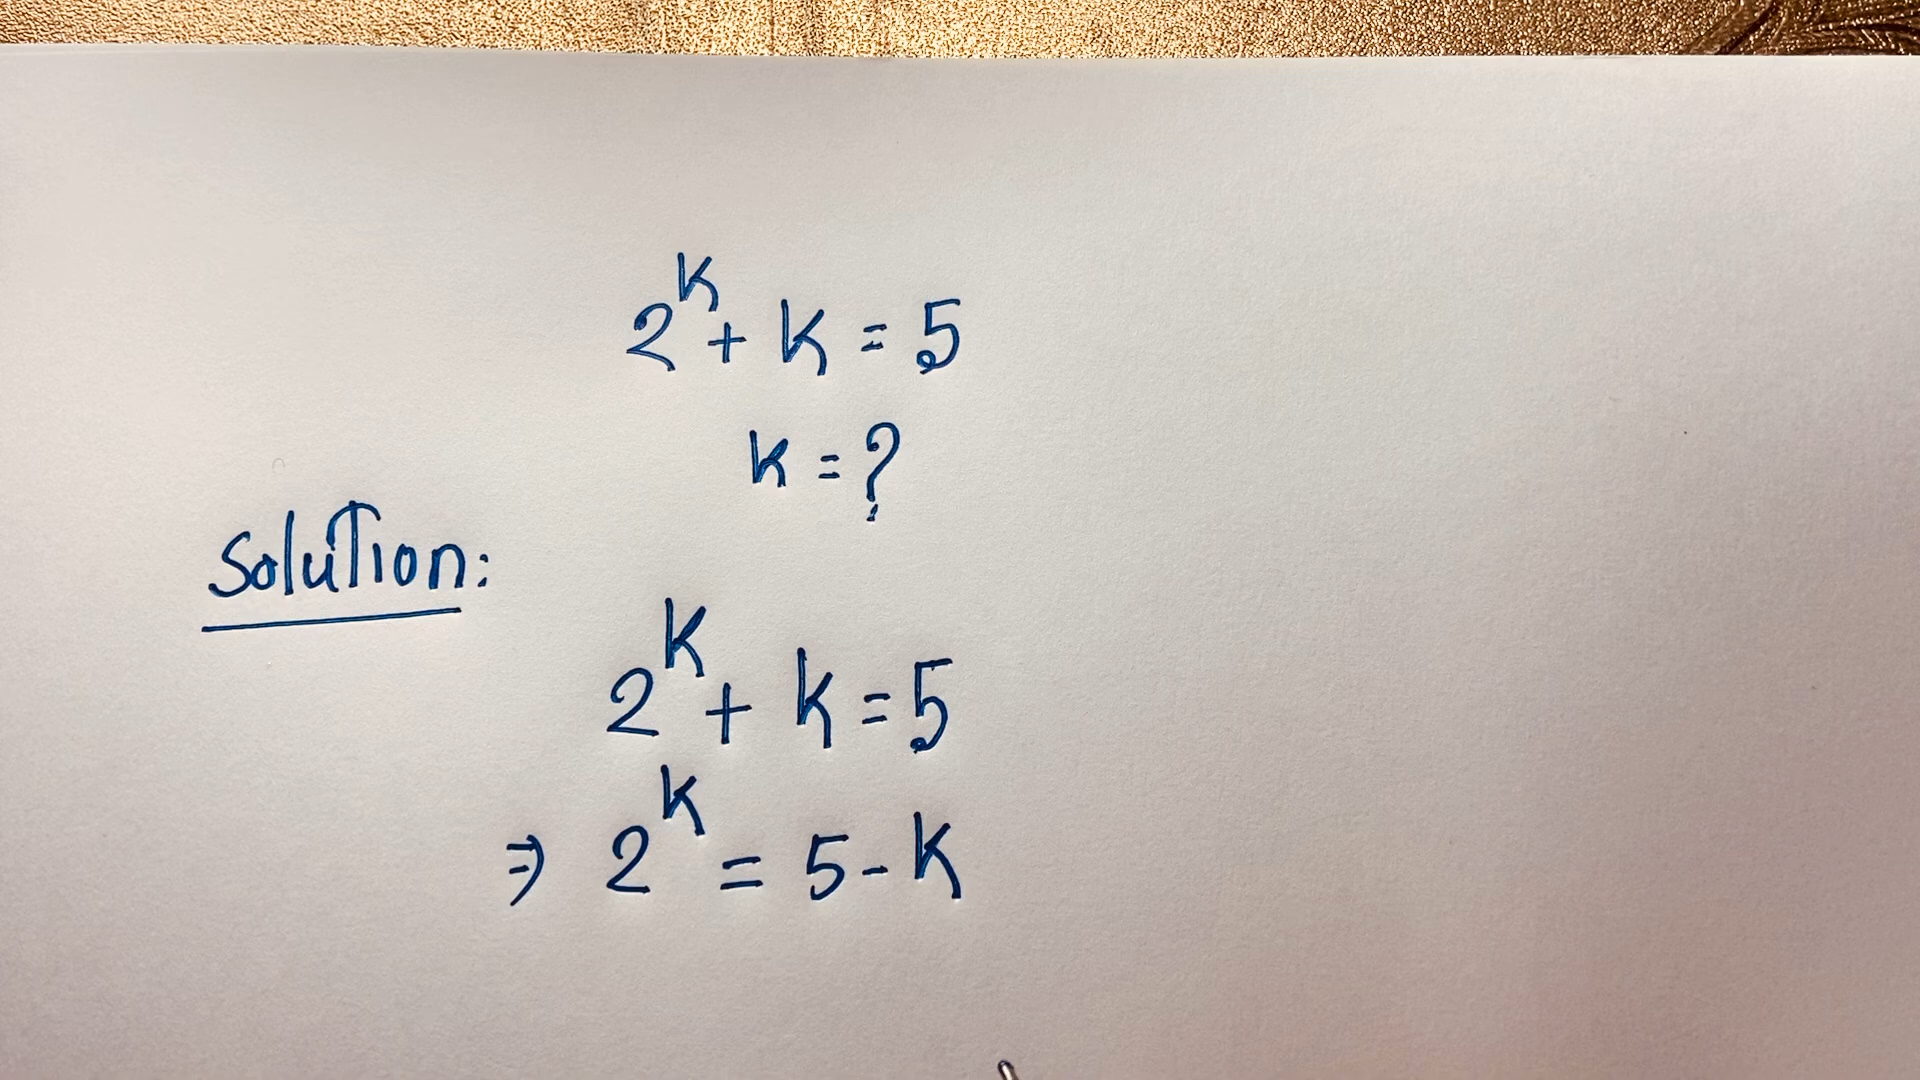 2^k + k = 5
k = ?
Solution:
2^k + k = 5
⇒ 2^k = 5 - k